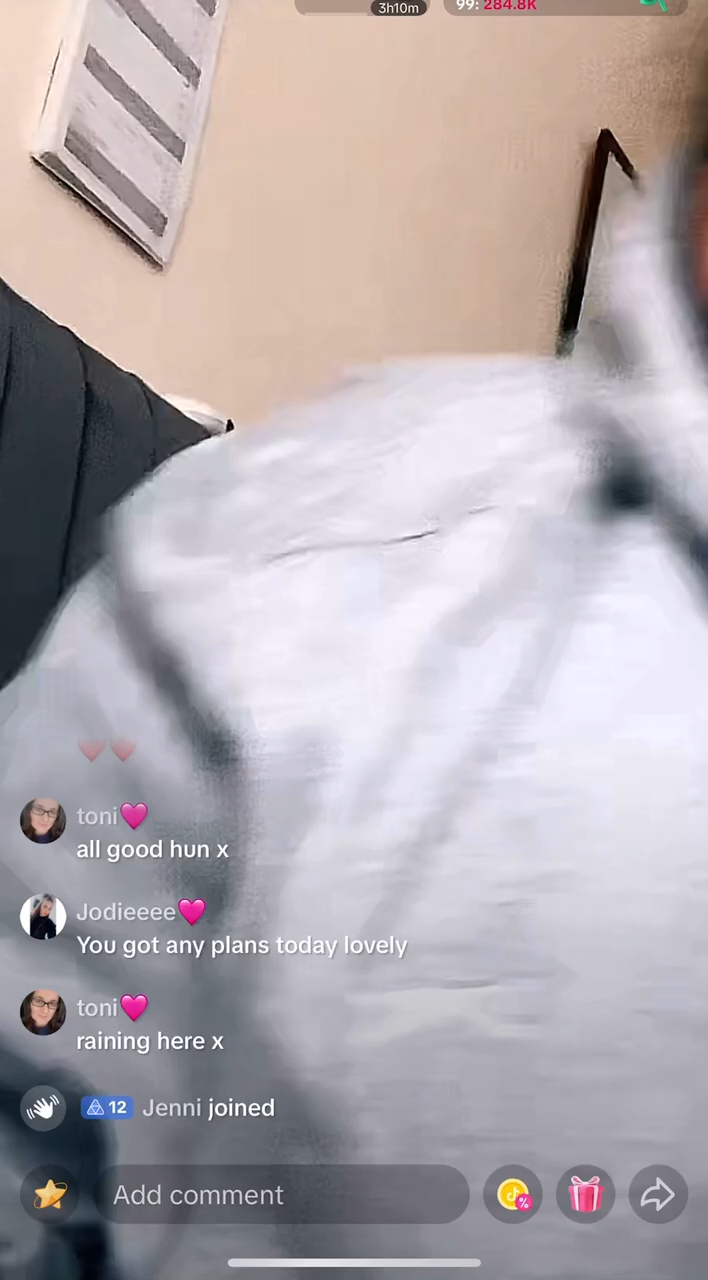 3h10m
99: 284.8K
toni🩷
all good hun x
Jodieeee🩷
You got any plans today lovely
toni🩷
raining here x
12 Jenni joined
Add comment